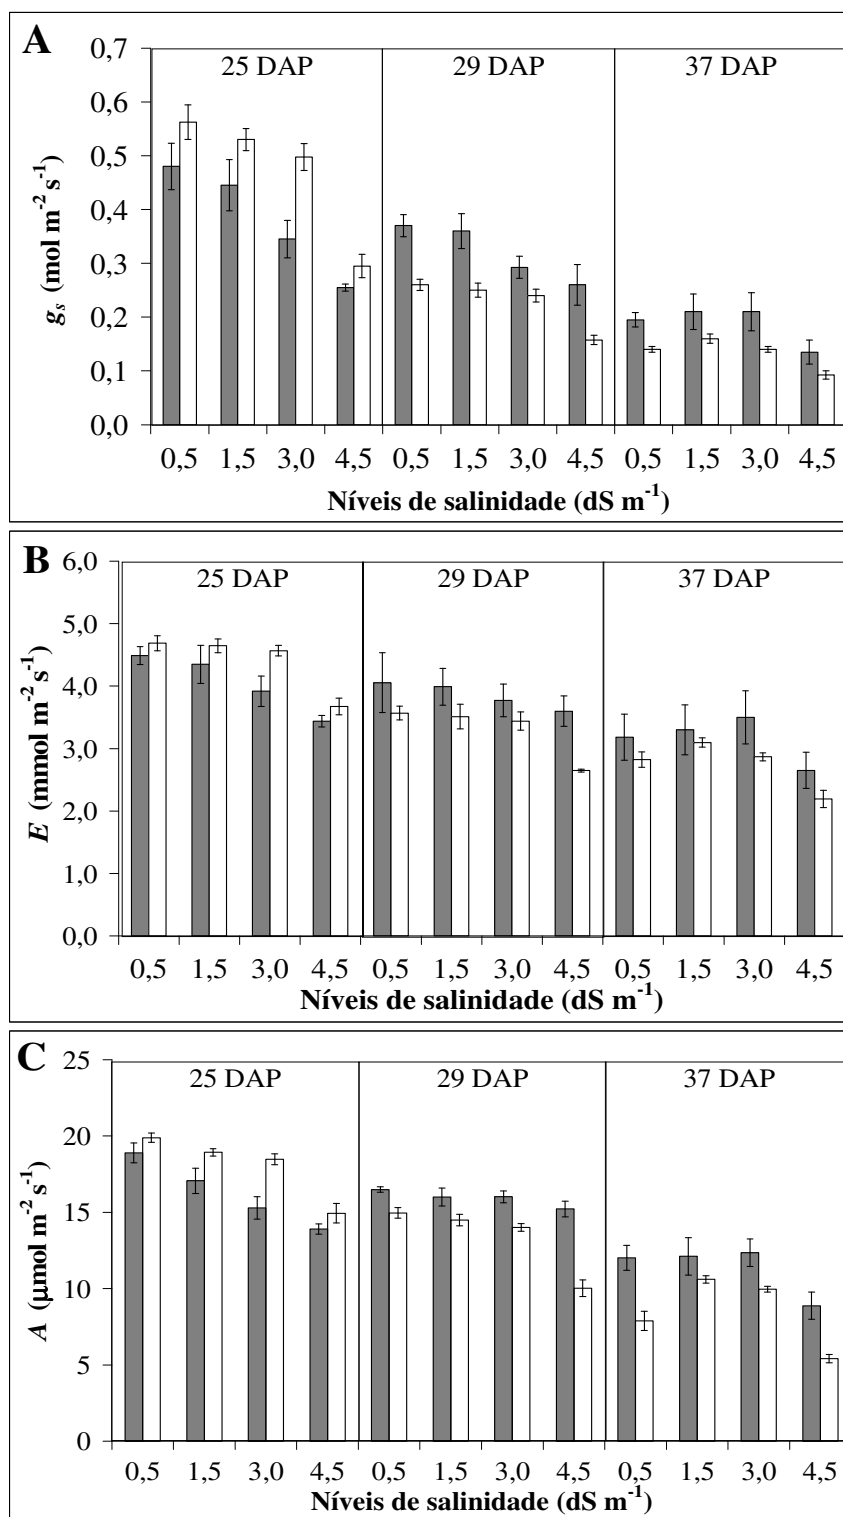 A
25 DAP 29 DAP 37 DAP
0,7
0,6
0,5
0,4
0,3
0,2
0,1
0,0
gs (mol m-2 s-1)
0,5 1,5 3,0 4,5 0,5 1,5 3,0 4,5 0,5 1,5 3,0 4,5
Níveis de salinidade (dS m-1)
B
25 DAP 29 DAP 37 DAP
6,0
5,0
4,0
3,0
2,0
1,0
0,0
E (mmol m-2 s-1)
0,5 1,5 3,0 4,5 0,5 1,5 3,0 4,5 0,5 1,5 3,0 4,5
Níveis de salinidade (dS m-1)
C
25 DAP 29 DAP 37 DAP
25
20
15
10
5
0
A (µmol m-2 s-1)
0,5 1,5 3,0 4,5 0,5 1,5 3,0 4,5 0,5 1,5 3,0 4,5
Níveis de salinidade (dS m-1)